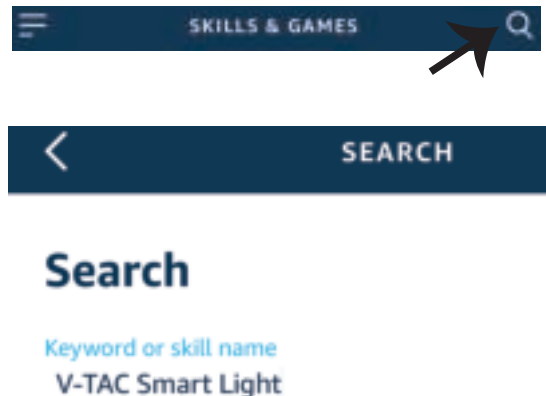 SKILLS & GAMES
SEARCH
Search
Keyword or skill name
V-TAC Smart Light